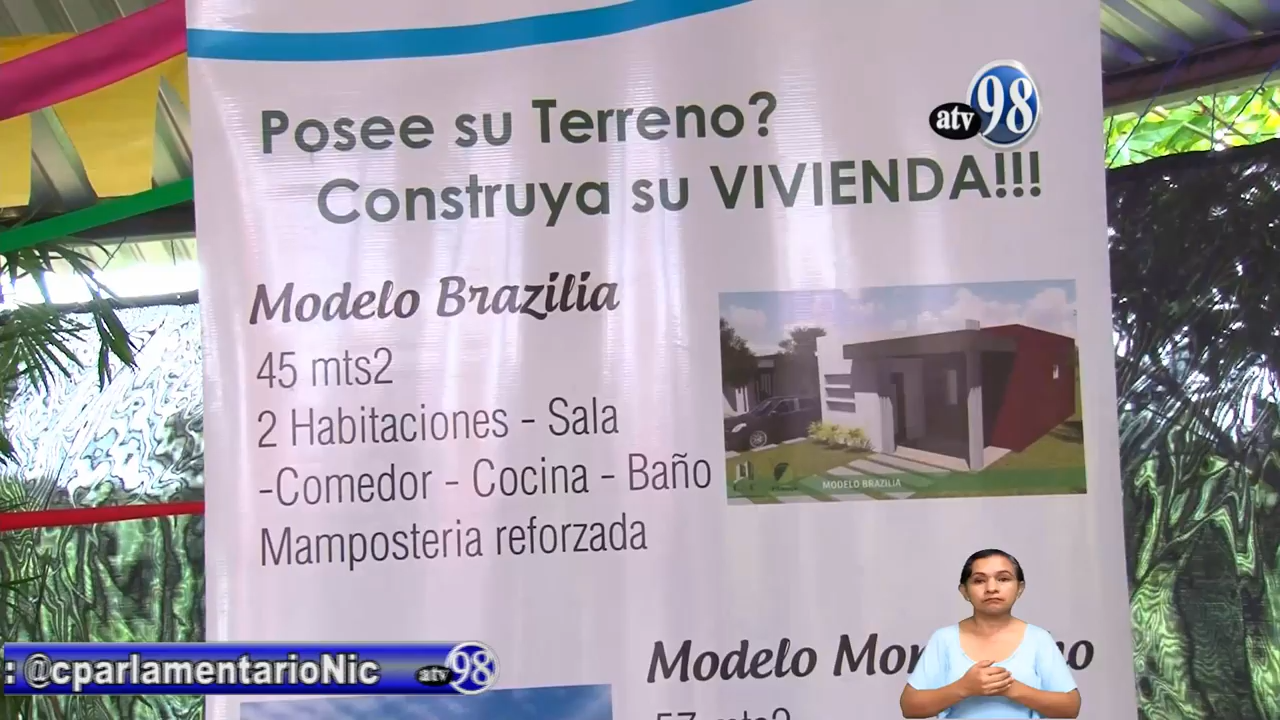 Posee su Terreno?
atv 98
Construya su VIVIENDA!!!
Modelo Brazilia
45 mts2
2 Habitaciones - Sala
-Comedor - Cocina - Baño
Mamposteria reforzada
MODELO BRAZILIA
Modelo
: @cparlamentarioNic atv 98